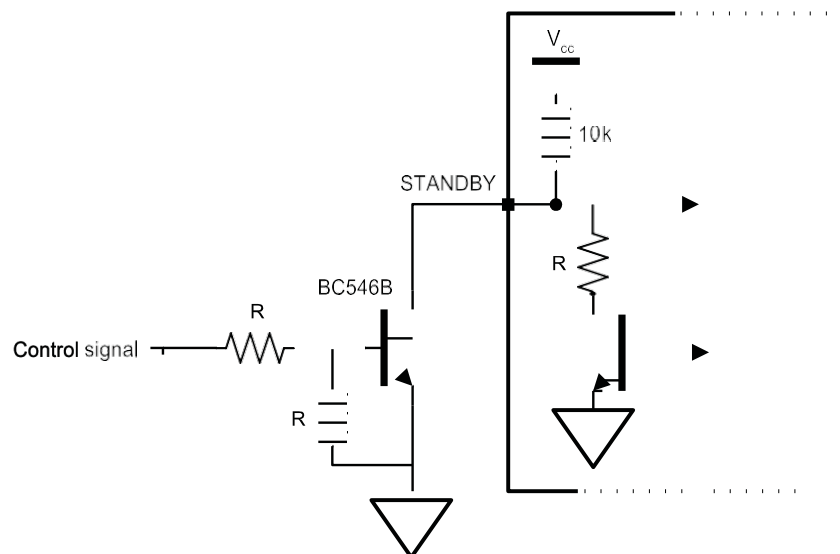 Vcc
10k
STANDBY
R
BC546B
R
Control signal
R